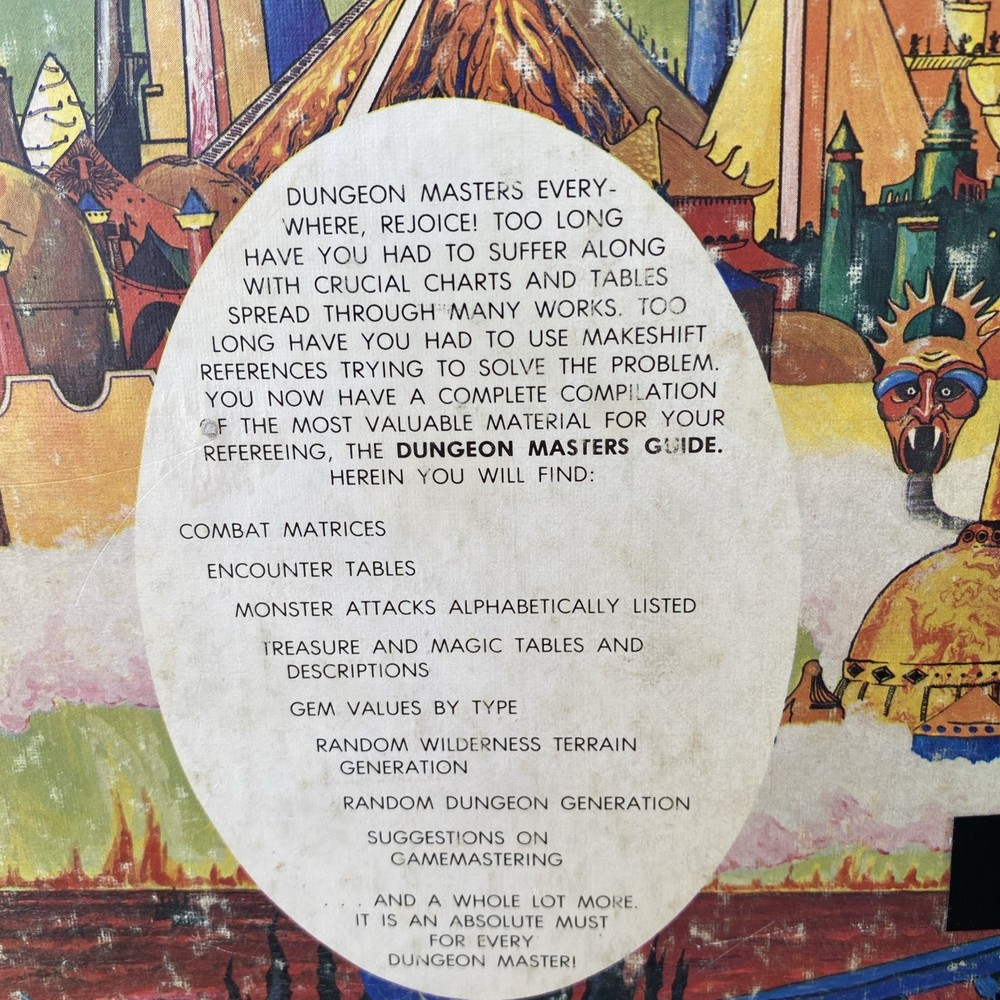 DUNGEON MASTERS EVERY-
WHERE, REJOICE! TOO LONG
HAVE YOU HAD TO SUFFER ALONG
WITH CRUCIAL CHARTS AND TABLES
SPREAD THROUGH MANY WORKS. TOO
LONG HAVE YOU HAD TO USE MAKESHIFT
REFERENCES TRYING TO SOLVE THE PROBLEM.
YOU NOW HAVE A COMPLETE COMPILATION
OF THE MOST VALUABLE MATERIAL FOR YOUR
REFEREEING, THE DUNGEON MASTERS GUIDE.
HEREIN YOU WILL FIND:
COMBAT MATRICES
ENCOUNTER TABLES
MONSTER ATTACKS ALPHABETICALLY LISTED
TREASURE AND MAGIC TABLES AND
DESCRIPTIONS
GEM VALUES BY TYPE
RANDOM WILDERNESS TERRAIN
GENERATION
RANDOM DUNGEON GENERATION
SUGGESTIONS ON
GAMEMASTERING
. . . AND A WHOLE LOT MORE.
IT IS AN ABSOLUTE MUST
FOR EVERY
DUNGEON MASTER!